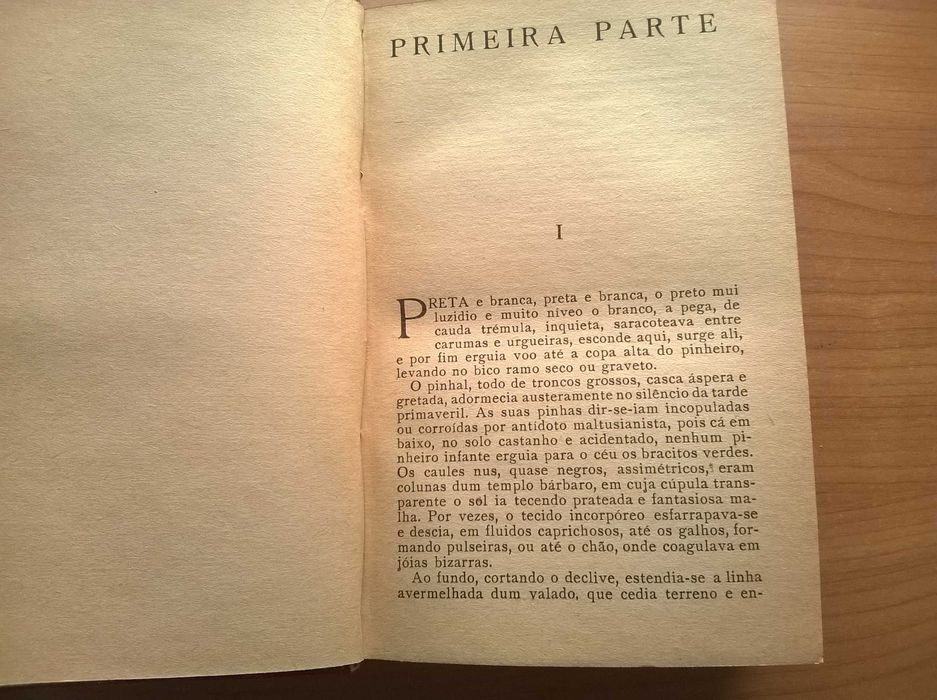 PRIMEIRA PARTE
I
PRETA e branca, preta e branca, o preto mui
luzidio e muito níveo o branco, a pega, de
cauda trémula, inquieta, saracoteava entre
carumas e urgueiras, esconde aqui, surge ali,
e por fim erguia voo até a copa alta do pinheiro,
levando no bico ramo seco ou graveto.
O pinhal, todo de troncos grossos, casca áspera e
gretada, adormecia austeramente no silêncio da tarde
primaveril. As suas pinhas dir-se-iam incopuladas
ou corroídas por antídoto maltusianista, pois cá em
baixo, no solo castanho e acidentado, nenhum pi-
nheiro infante erguia para o céu os bracitos verdes.
Os caules nus, quase negros, assimétricos, eram
colunas dum templo bárbaro, em cuja cúpula trans-
parente o sol ia tecendo prateada e fantasiosa ma-
lha. Por vezes, o tecido incorpóreo esfarrapava-se
e descia, em fluidos caprichosos, até os galhos, for-
mando pulseiras, ou até o chão, onde coagulava em
jóias bizarras.
Ao fundo, cortando o declive, estendia-se a linha
avermelhada dum valado, que cedia terreno e en-